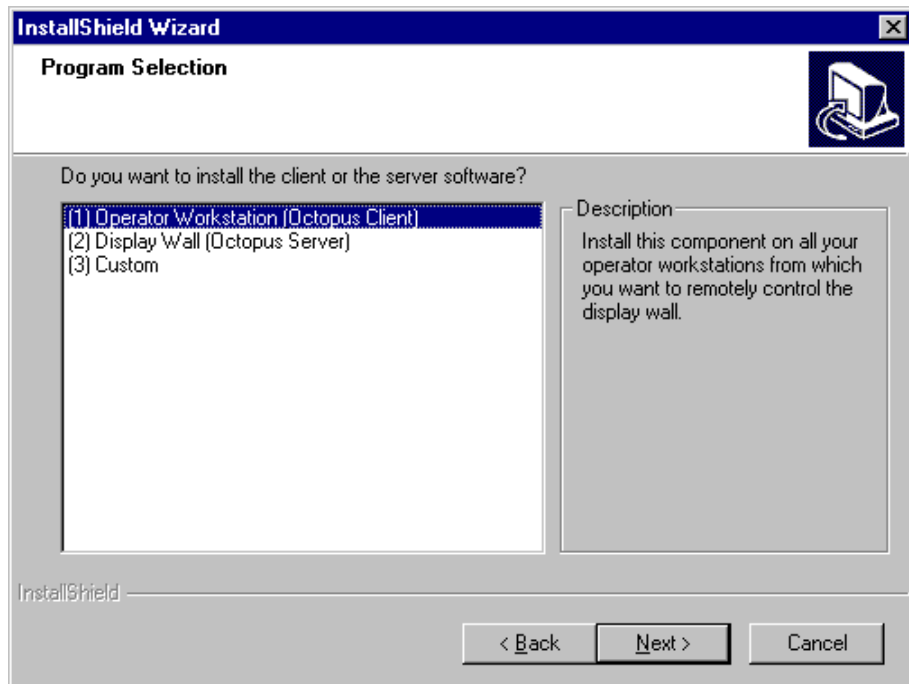 InstallShield Wizard
Program Selection
Do you want to install the client or the server software?
(1) Operator Workstation (Octopus Client)
(2) Display Wall (Octopus Server)
(3) Custom
Description
Install this component on all your
operator workstations from which
you want to remotely control the
display wall.
InstallShield
< Back
Next >
Cancel